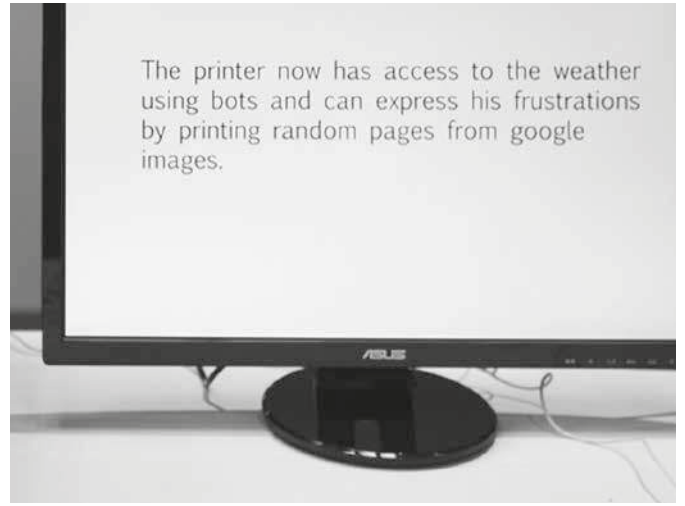 The printer now has access to the weather
using bots and can express his frustrations
by printing random pages from google
images.
ASUS